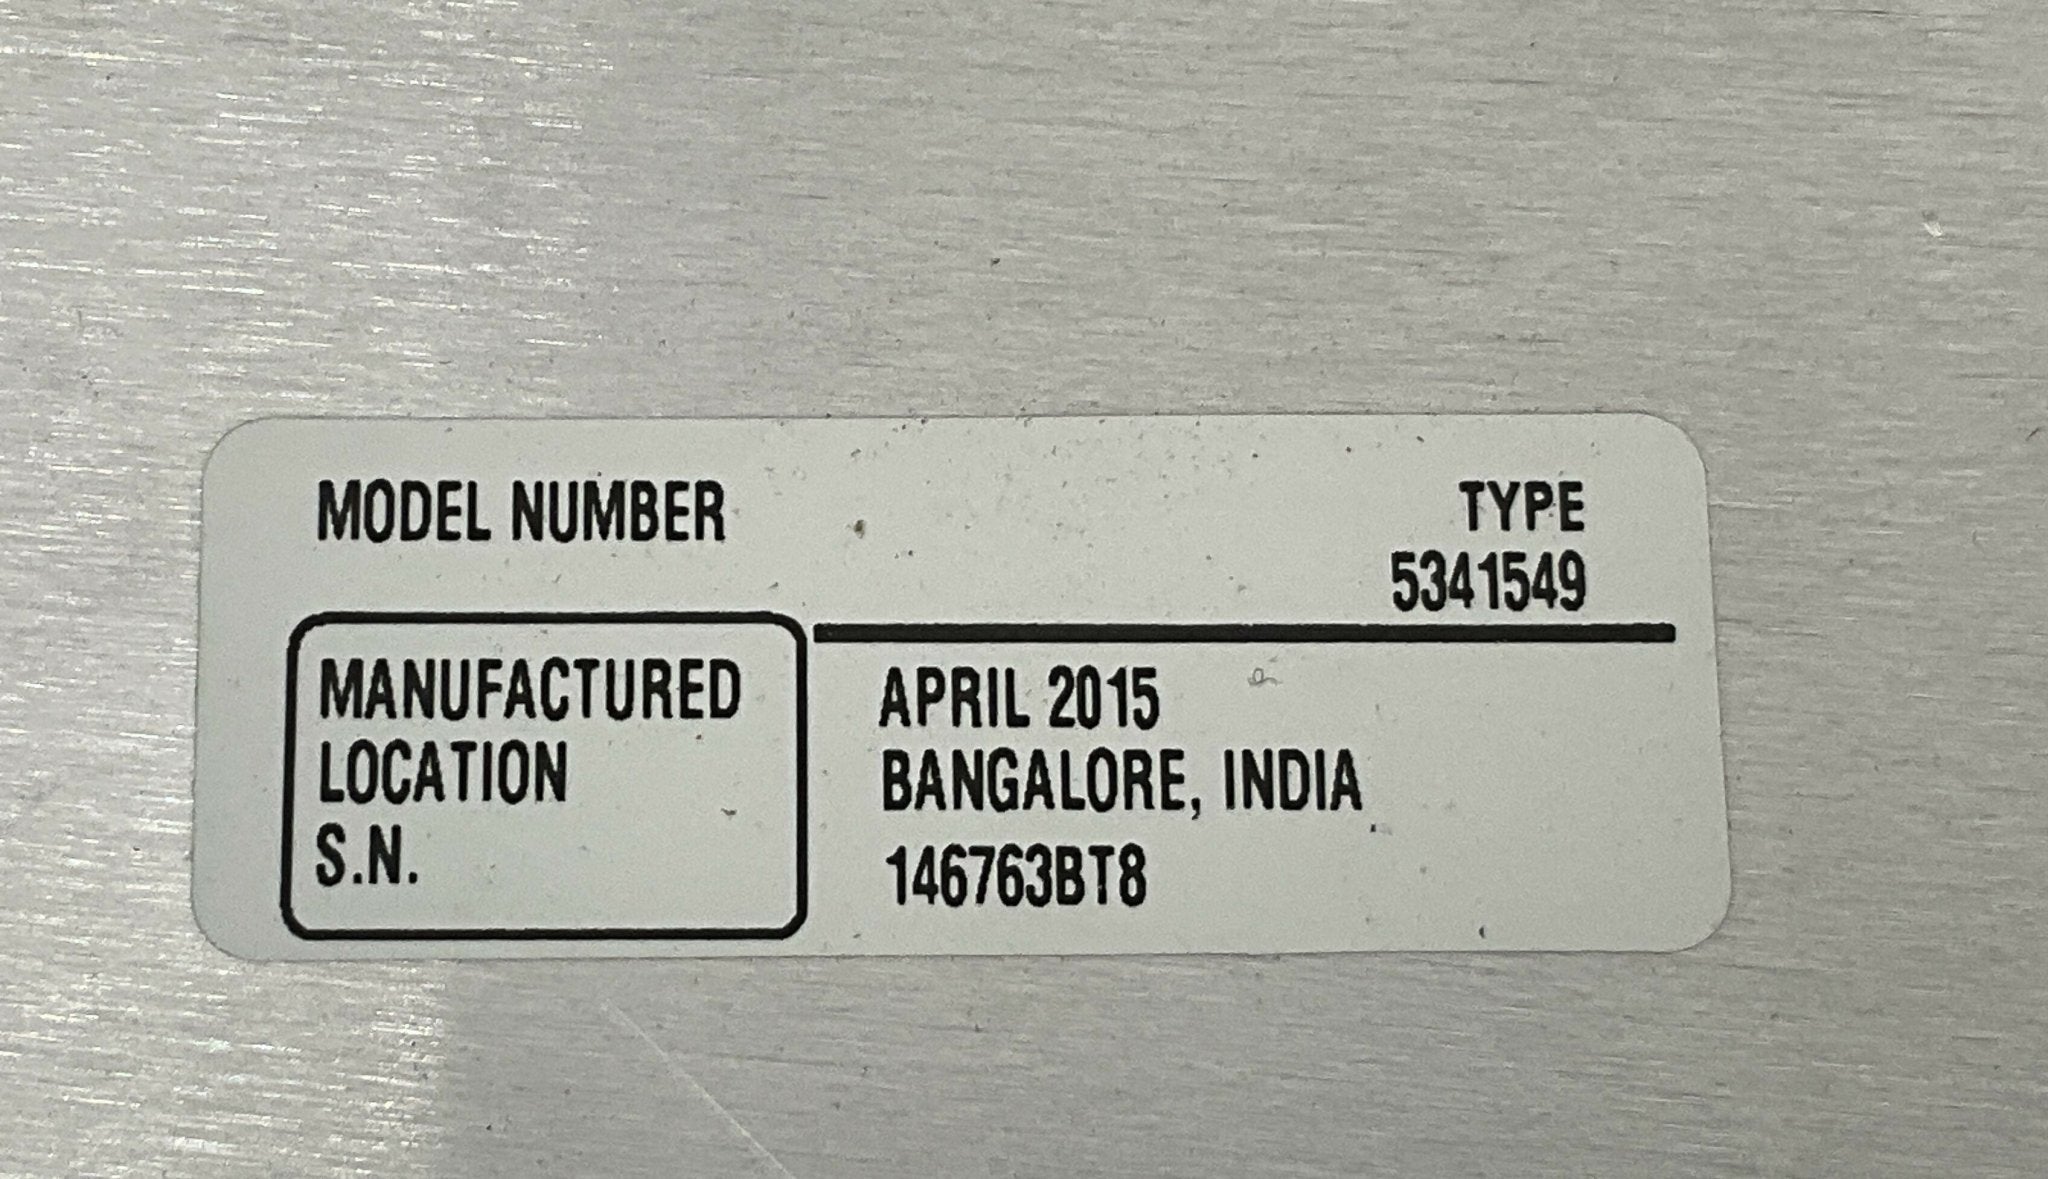 MODEL NUMBER TYPE
5341549
MANUFACTURED APRIL 2015
LOCATION BANGALORE, INDIA
S.N. 146763BT8